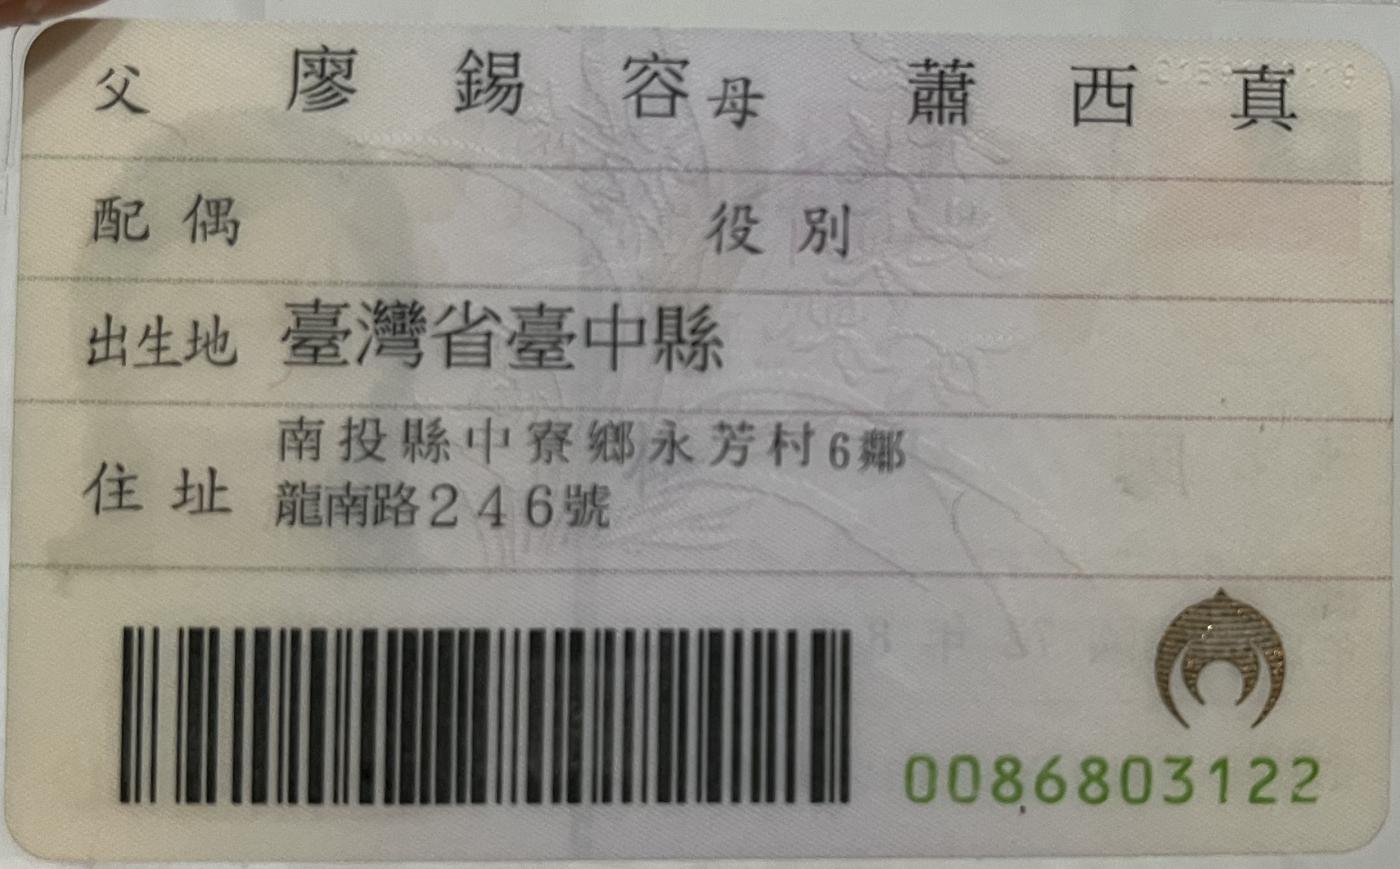 父 廖錫容 母 蕭西真
配偶 役別
出生地 臺灣省臺中縣
住址 南投縣中寮鄉永芳村6鄰
龍南路246號
0086803122